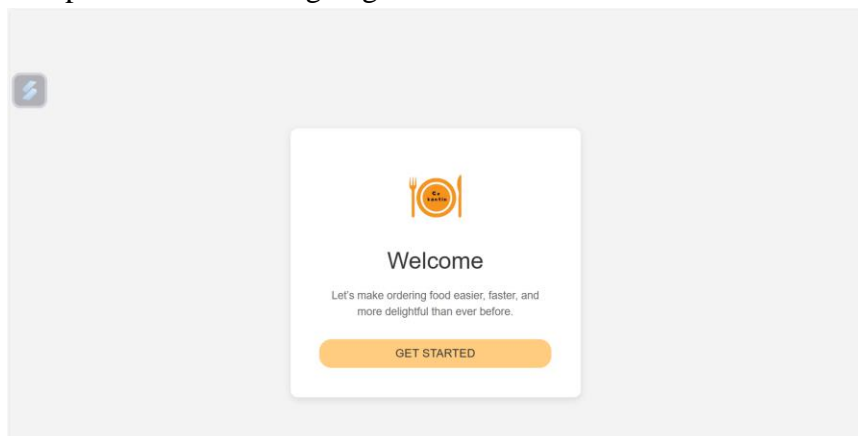 Welcome
Let's make ordering food easier, faster, and
more delightful than ever before.
GET STARTED